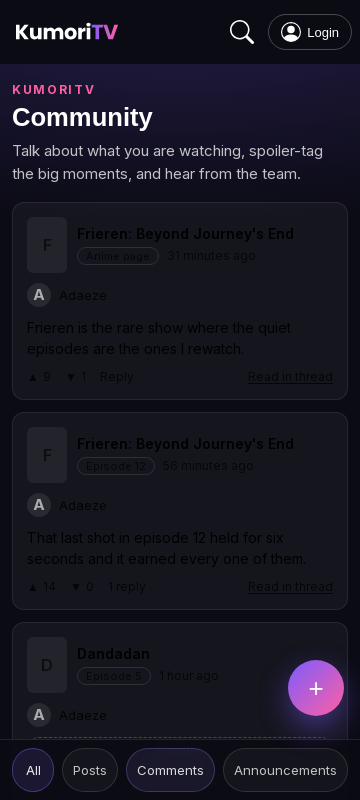 KumoriTV
Login
KUMORITV
Community
Talk about what you are watching, spoiler-tag
the big moments, and hear from the team.
F
Frieren: Beyond Journey's End
Anime page 31 minutes ago
A Adaeze
Frieren is the rare show where the quiet
episodes are the ones I rewatch.
▲ 9 ▼ 1 Reply Read in thread
F
Frieren: Beyond Journey's End
Episode 12 56 minutes ago
A Adaeze
That last shot in episode 12 held for six
seconds and it earned every one of them.
▲ 14 ▼ 0 1 reply Read in thread
D
Dandadan
Episode 5 1 hour ago
A Adaeze
+
All Posts Comments Announcements